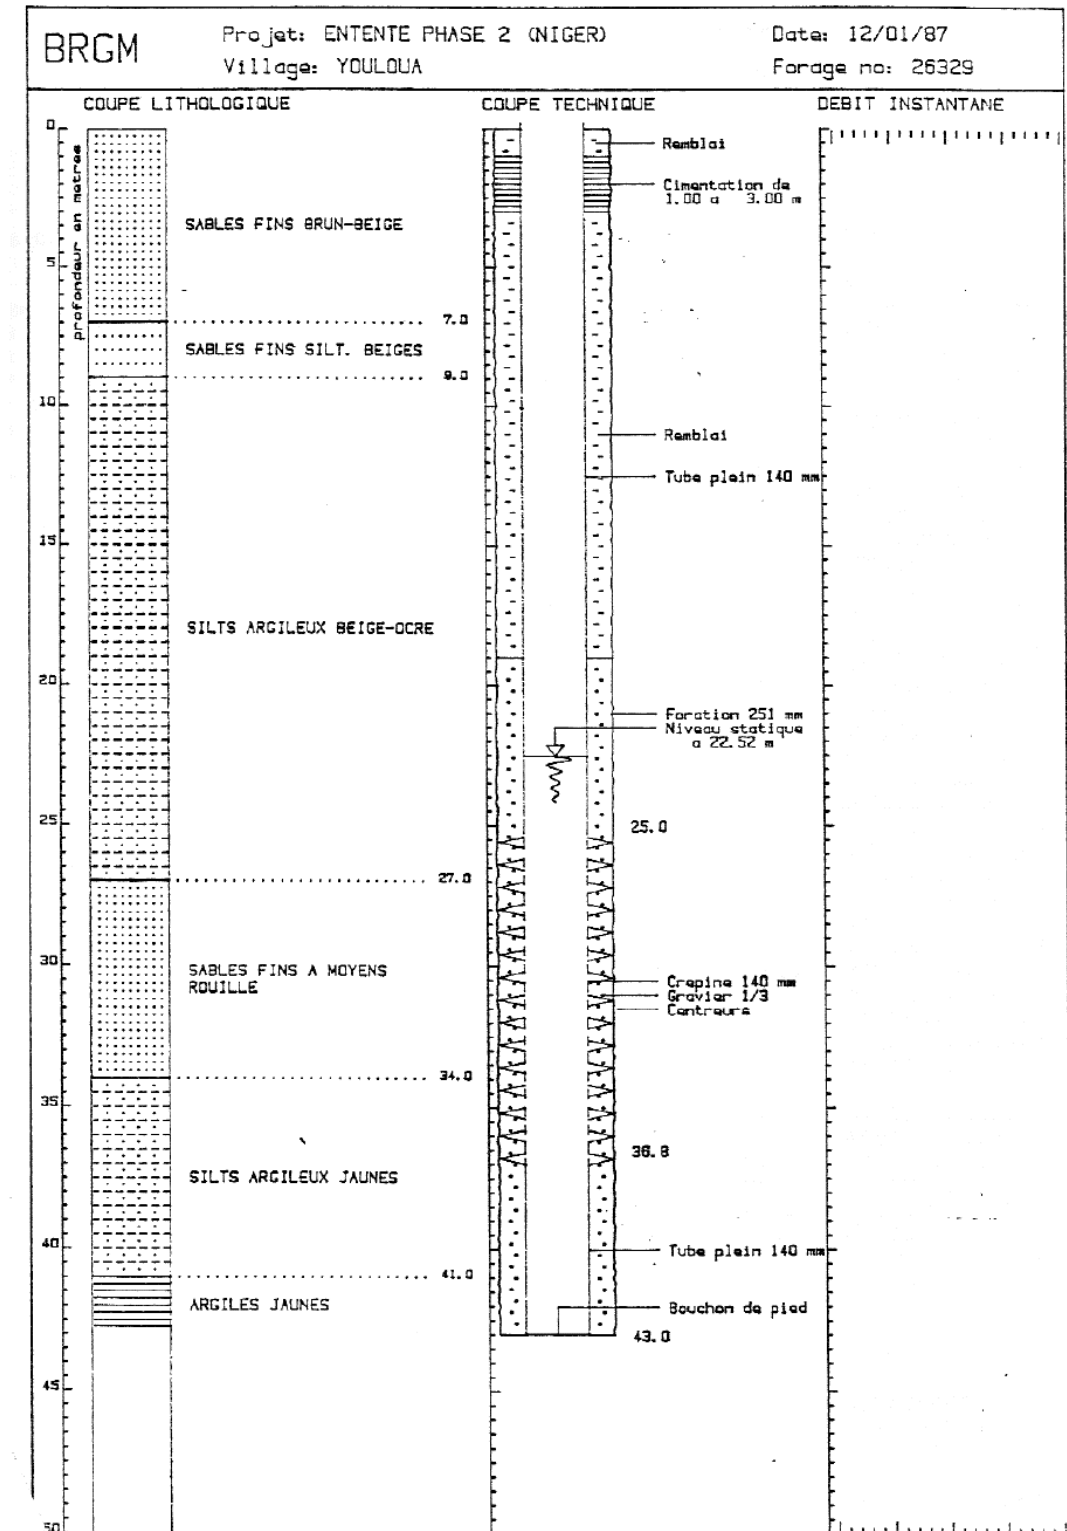 BRGM
Projet: ENTENTE PHASE 2 (NIGER)
Village: YOULOUA
Date: 12/01/87
Forage no: 26329
COUPE LITHOLOGIQUE
COUPE TECHNIQUE
DEBIT INSTANTANE
profondeur en metres
0
5
10
15
20
25
30
35
40
45
50
SABLES FINS BRUN-BEIGE
7.0
SABLES FINS SILT. BEIGES
9.0
SILTS ARGILEUX BEIGE-OCRE
27.0
SABLES FINS A MOYENS
ROUILLE
34.0
SILTS ARGILEUX JAUNES
41.0
ARGILES JAUNES
Remblai
Cimentation de
1.00 a 3.00 m
Remblai
Tube plein 140 mm
Foration 251 mm
Niveau statique
a 22.52 m
25.0
Crepine 140 mm
Gravier 1/3
Centreurs
36.8
Tube plein 140 mm
Bouchon de pied
43.0